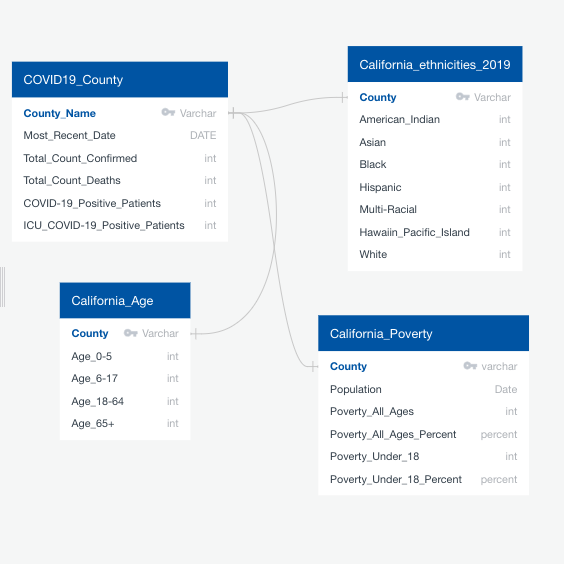 COVID19_County
County_Name Varchar
Most_Recent_Date DATE
Total_Count_Confirmed int
Total_Count_Deaths int
COVID-19_Positive_Patients int
ICU_COVID-19_Positive_Patients int
California_ethnicities_2019
County Varchar
American_Indian int
Asian int
Black int
Hispanic int
Multi-Racial int
Hawaiin_Pacific_Island int
White int
California_Age
County Varchar
Age_0-5 int
Age_6-17 int
Age_18-64 int
Age_65+ int
California_Poverty
County varchar
Population Date
Poverty_All_Ages int
Poverty_All_Ages_Percent percent
Poverty_Under_18 int
Poverty_Under_18_Percent percent